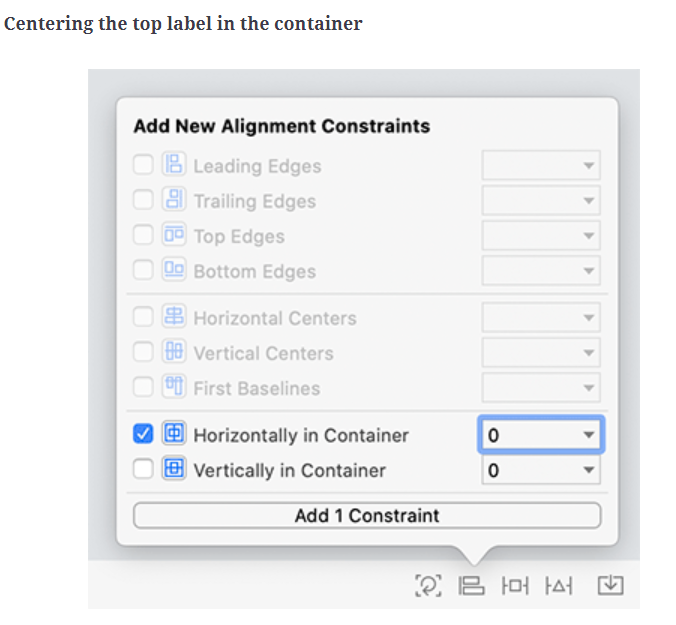 Centering the top label in the container
Add New Alignment Constraints
Leading Edges
Trailing Edges
Top Edges
Bottom Edges
Horizontal Centers
Vertical Centers
First Baselines
Horizontally in Container 0
Vertically in Container 0
Add 1 Constraint